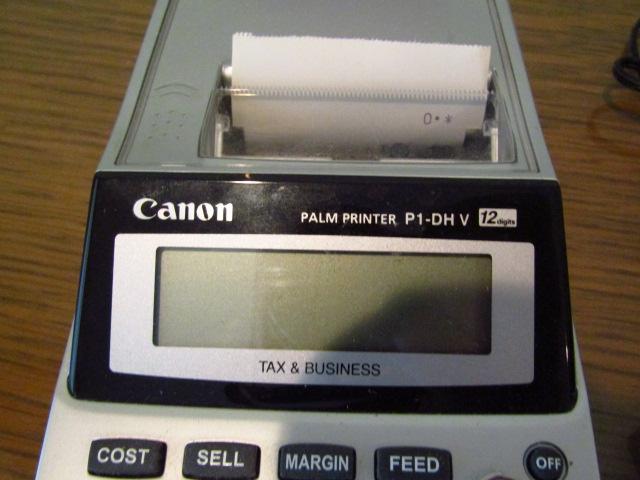 0•*
Canon PALM PRINTER P1-DH V 12 digits
TAX & BUSINESS
COST SELL MARGIN FEED OFF